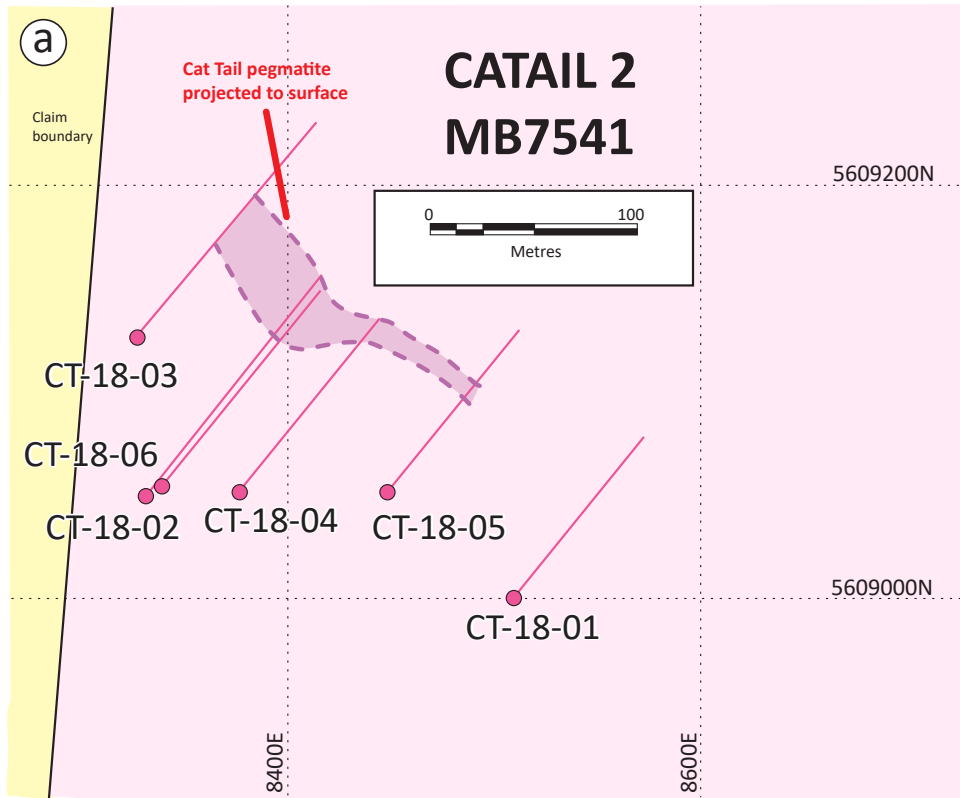 a
Cat Tail pegmatite
projected to surface
CATAIL 2
MB7541
Claim
boundary
5609200N
0 100
Metres
CT-18-03
CT-18-06
CT-18-02
CT-18-04
CT-18-05
5609000N
CT-18-01
8400E
8600E